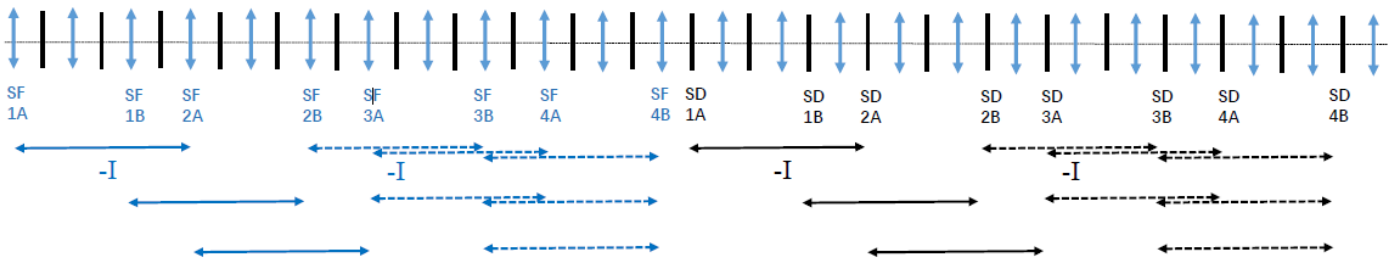 SF SF SF SF SF SF SF SF SD SD SD SD SD SD SD SD
1A 1B 2A 2B 3A 3B 4A 4B 1A 1B 2A 2B 3A 3B 4A 4B
-I -I -I -I